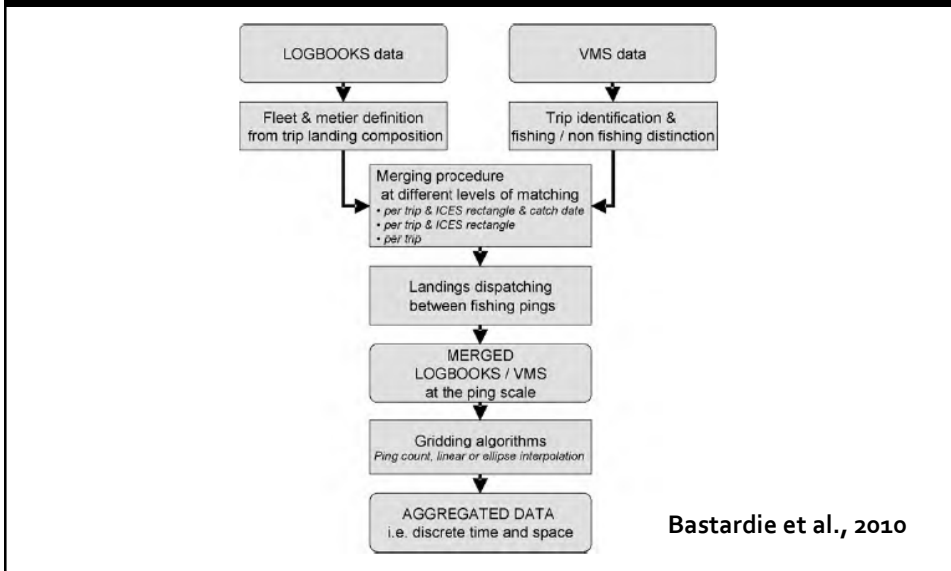 LOGBOOKS data
VMS data
Fleet & metier definition
from trip landing composition
Trip identification &
fishing / non fishing distinction
Merging procedure
at different levels of matching
• per trip & ICES rectangle & catch date
• per trip & ICES rectangle
• per trip
Landings dispatching
between fishing pings
MERGED
LOGBOOKS / VMS
at the ping scale
Gridding algorithms
Ping count, linear or ellipse interpolation
AGGREGATED DATA
i.e. discrete time and space
Bastardie et al., 2010